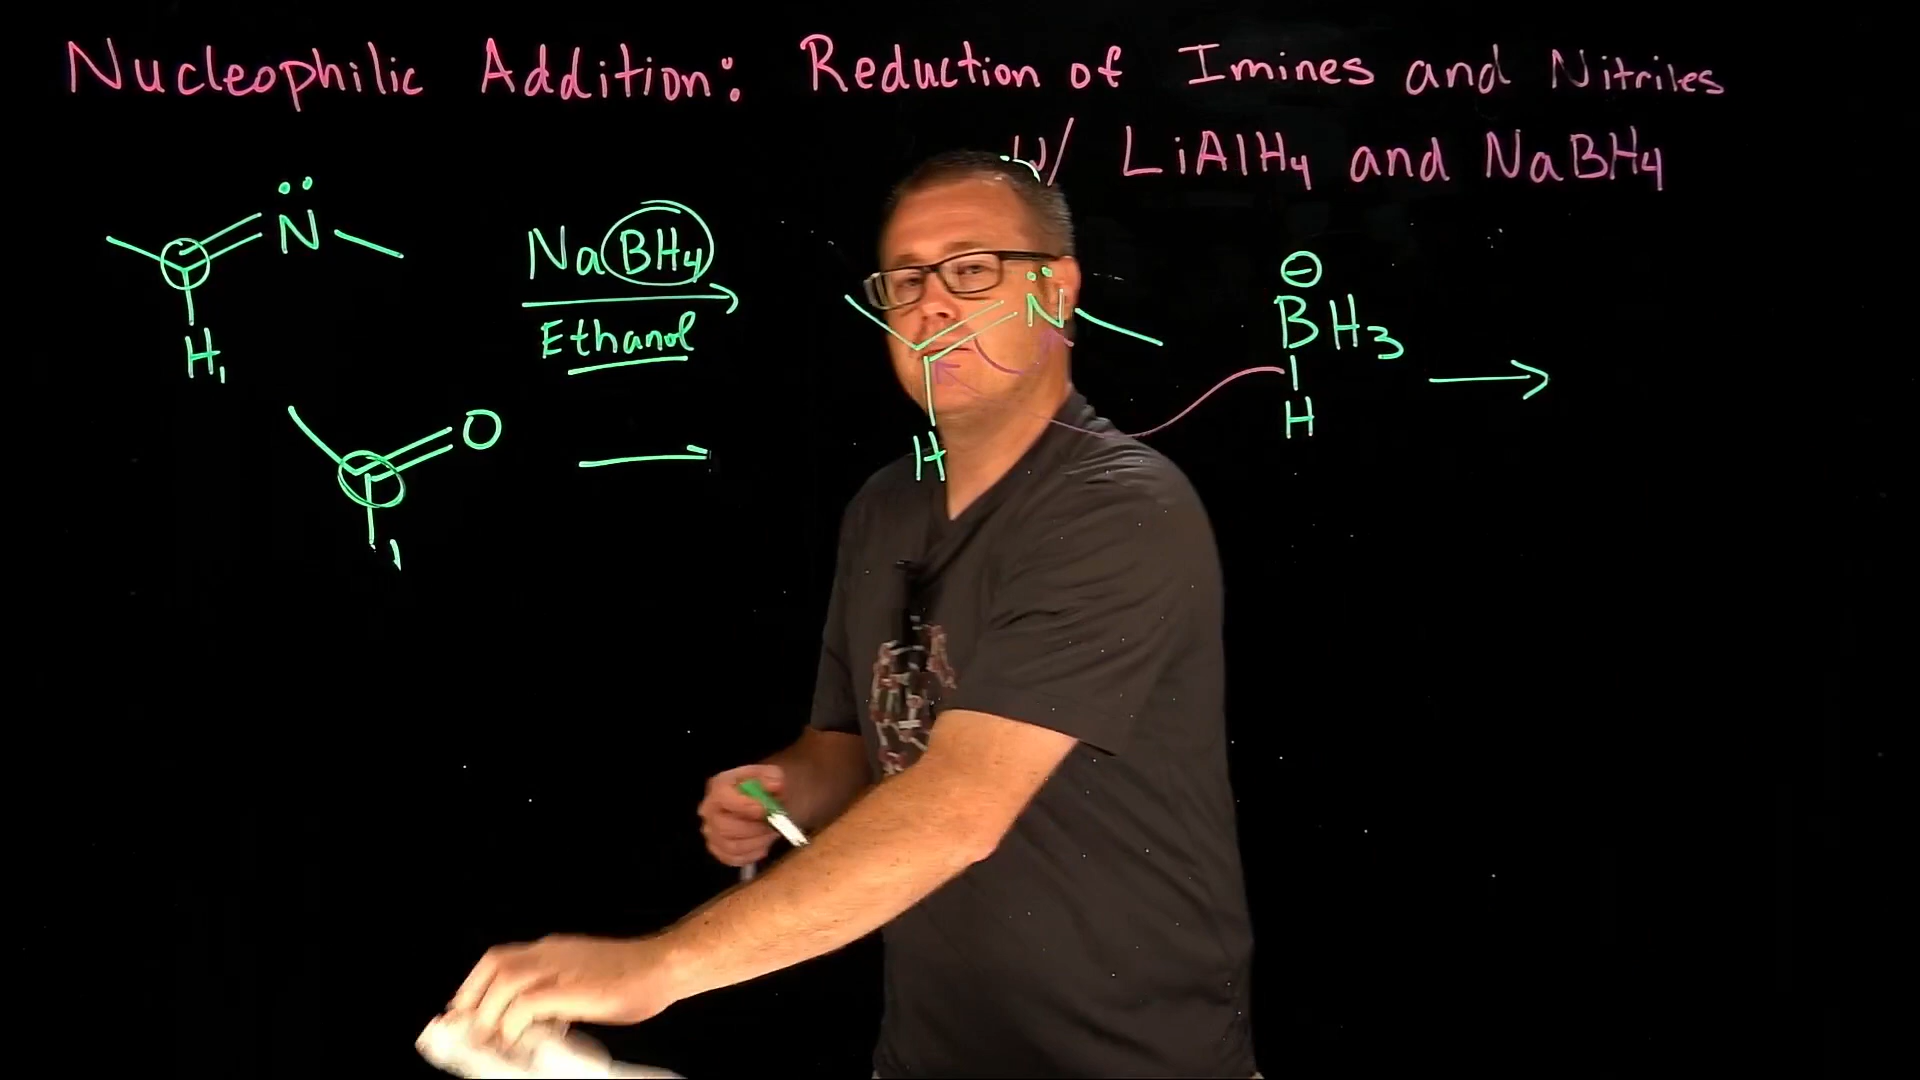 Nucleophilic Addition: Reduction of Imines and Nitriles
w/ LiAlH4 and NaBH4
N
H
NaBH4
Ethanol
O
N
H
⊖
BH3
H